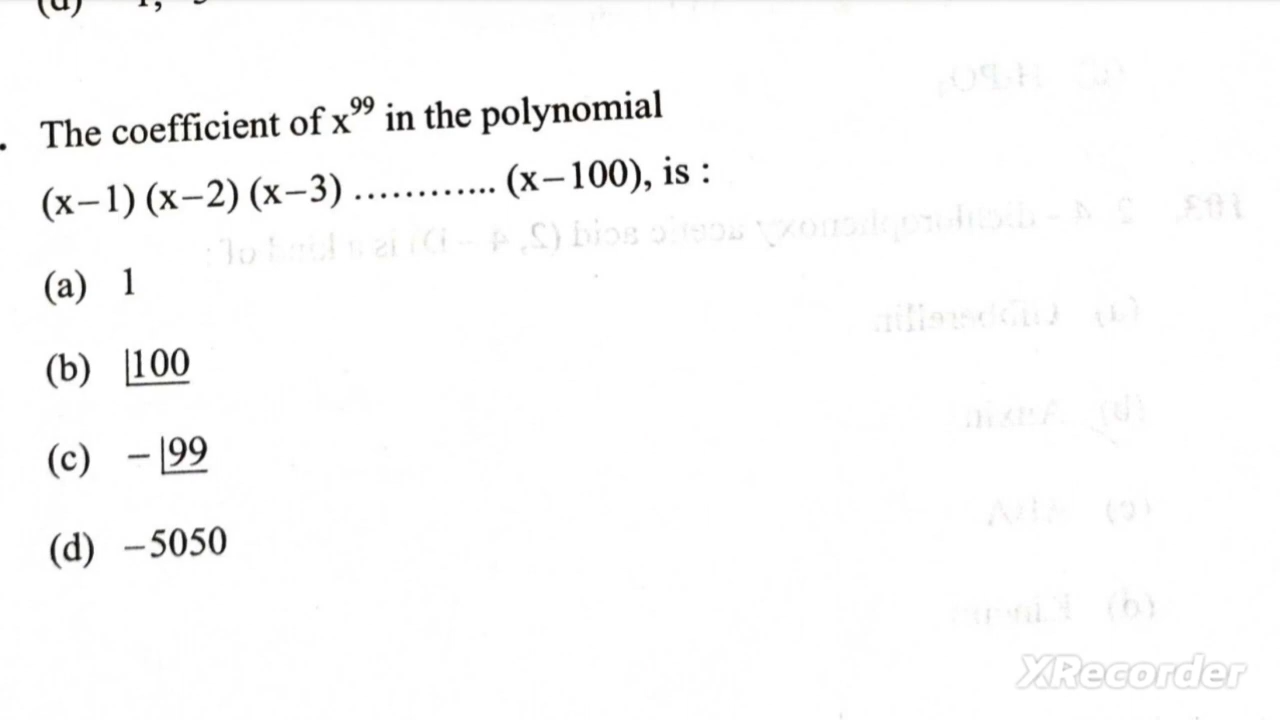 . The coefficient of x⁹⁹ in the polynomial
(x–1) (x–2) (x–3) ............ (x–100), is :
(a) 1
(b) |100
(c) – |99
(d) –5050
XRecorder